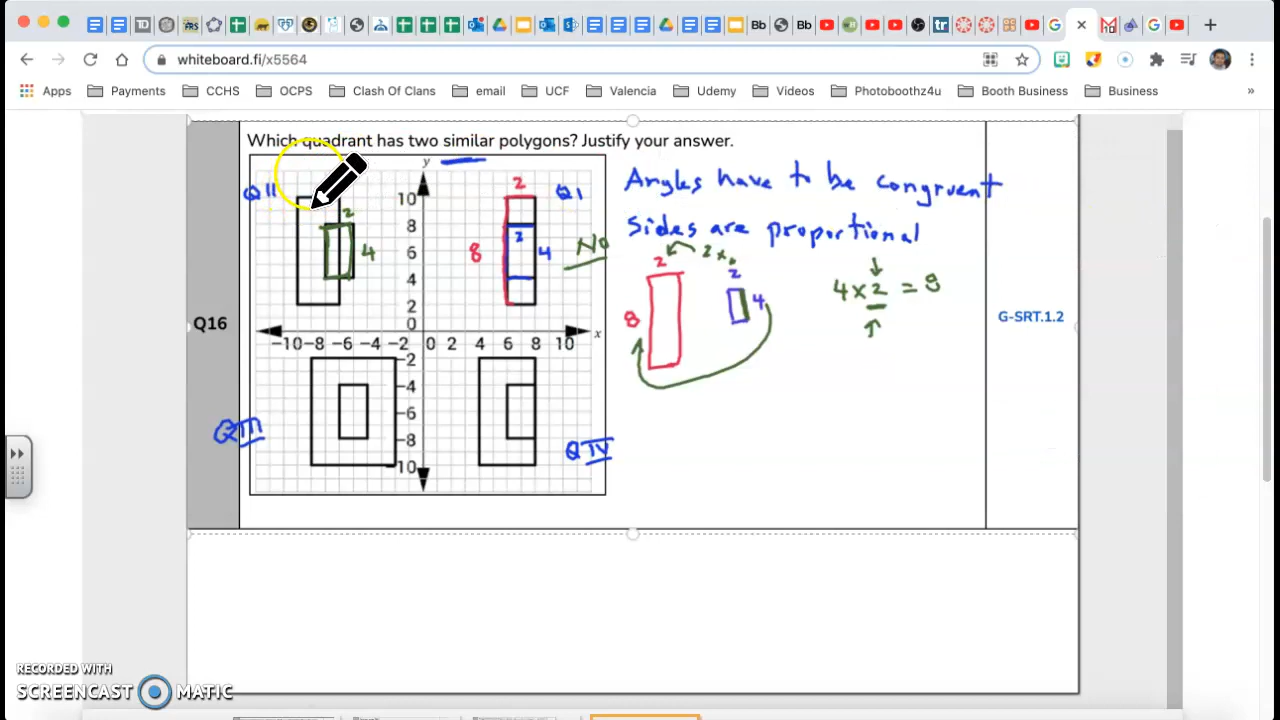 Bb
Bb
tr
whiteboard.fi/x5564
Apps Payments CCHS OCPS Clash Of Clans email UCF Valencia Udemy Videos Photoboothz4u Booth Business Business »
Which quadrant has two similar polygons? Justify your answer.
y
QII
2
10
8
6
4
2
0
4
2
QI
8
2
4
No
Angles have to be congruent
Sides are proportional
2
2x
2
8
4
4 x 2 = 8
Q16
G-SRT.1.2
−10 −8 −6 −4 −2 0 2 4 6 8 10 x
−2
−4
−6
−8
−10
QIII
QIV
RECORDED WITH
SCREENCAST MATIC